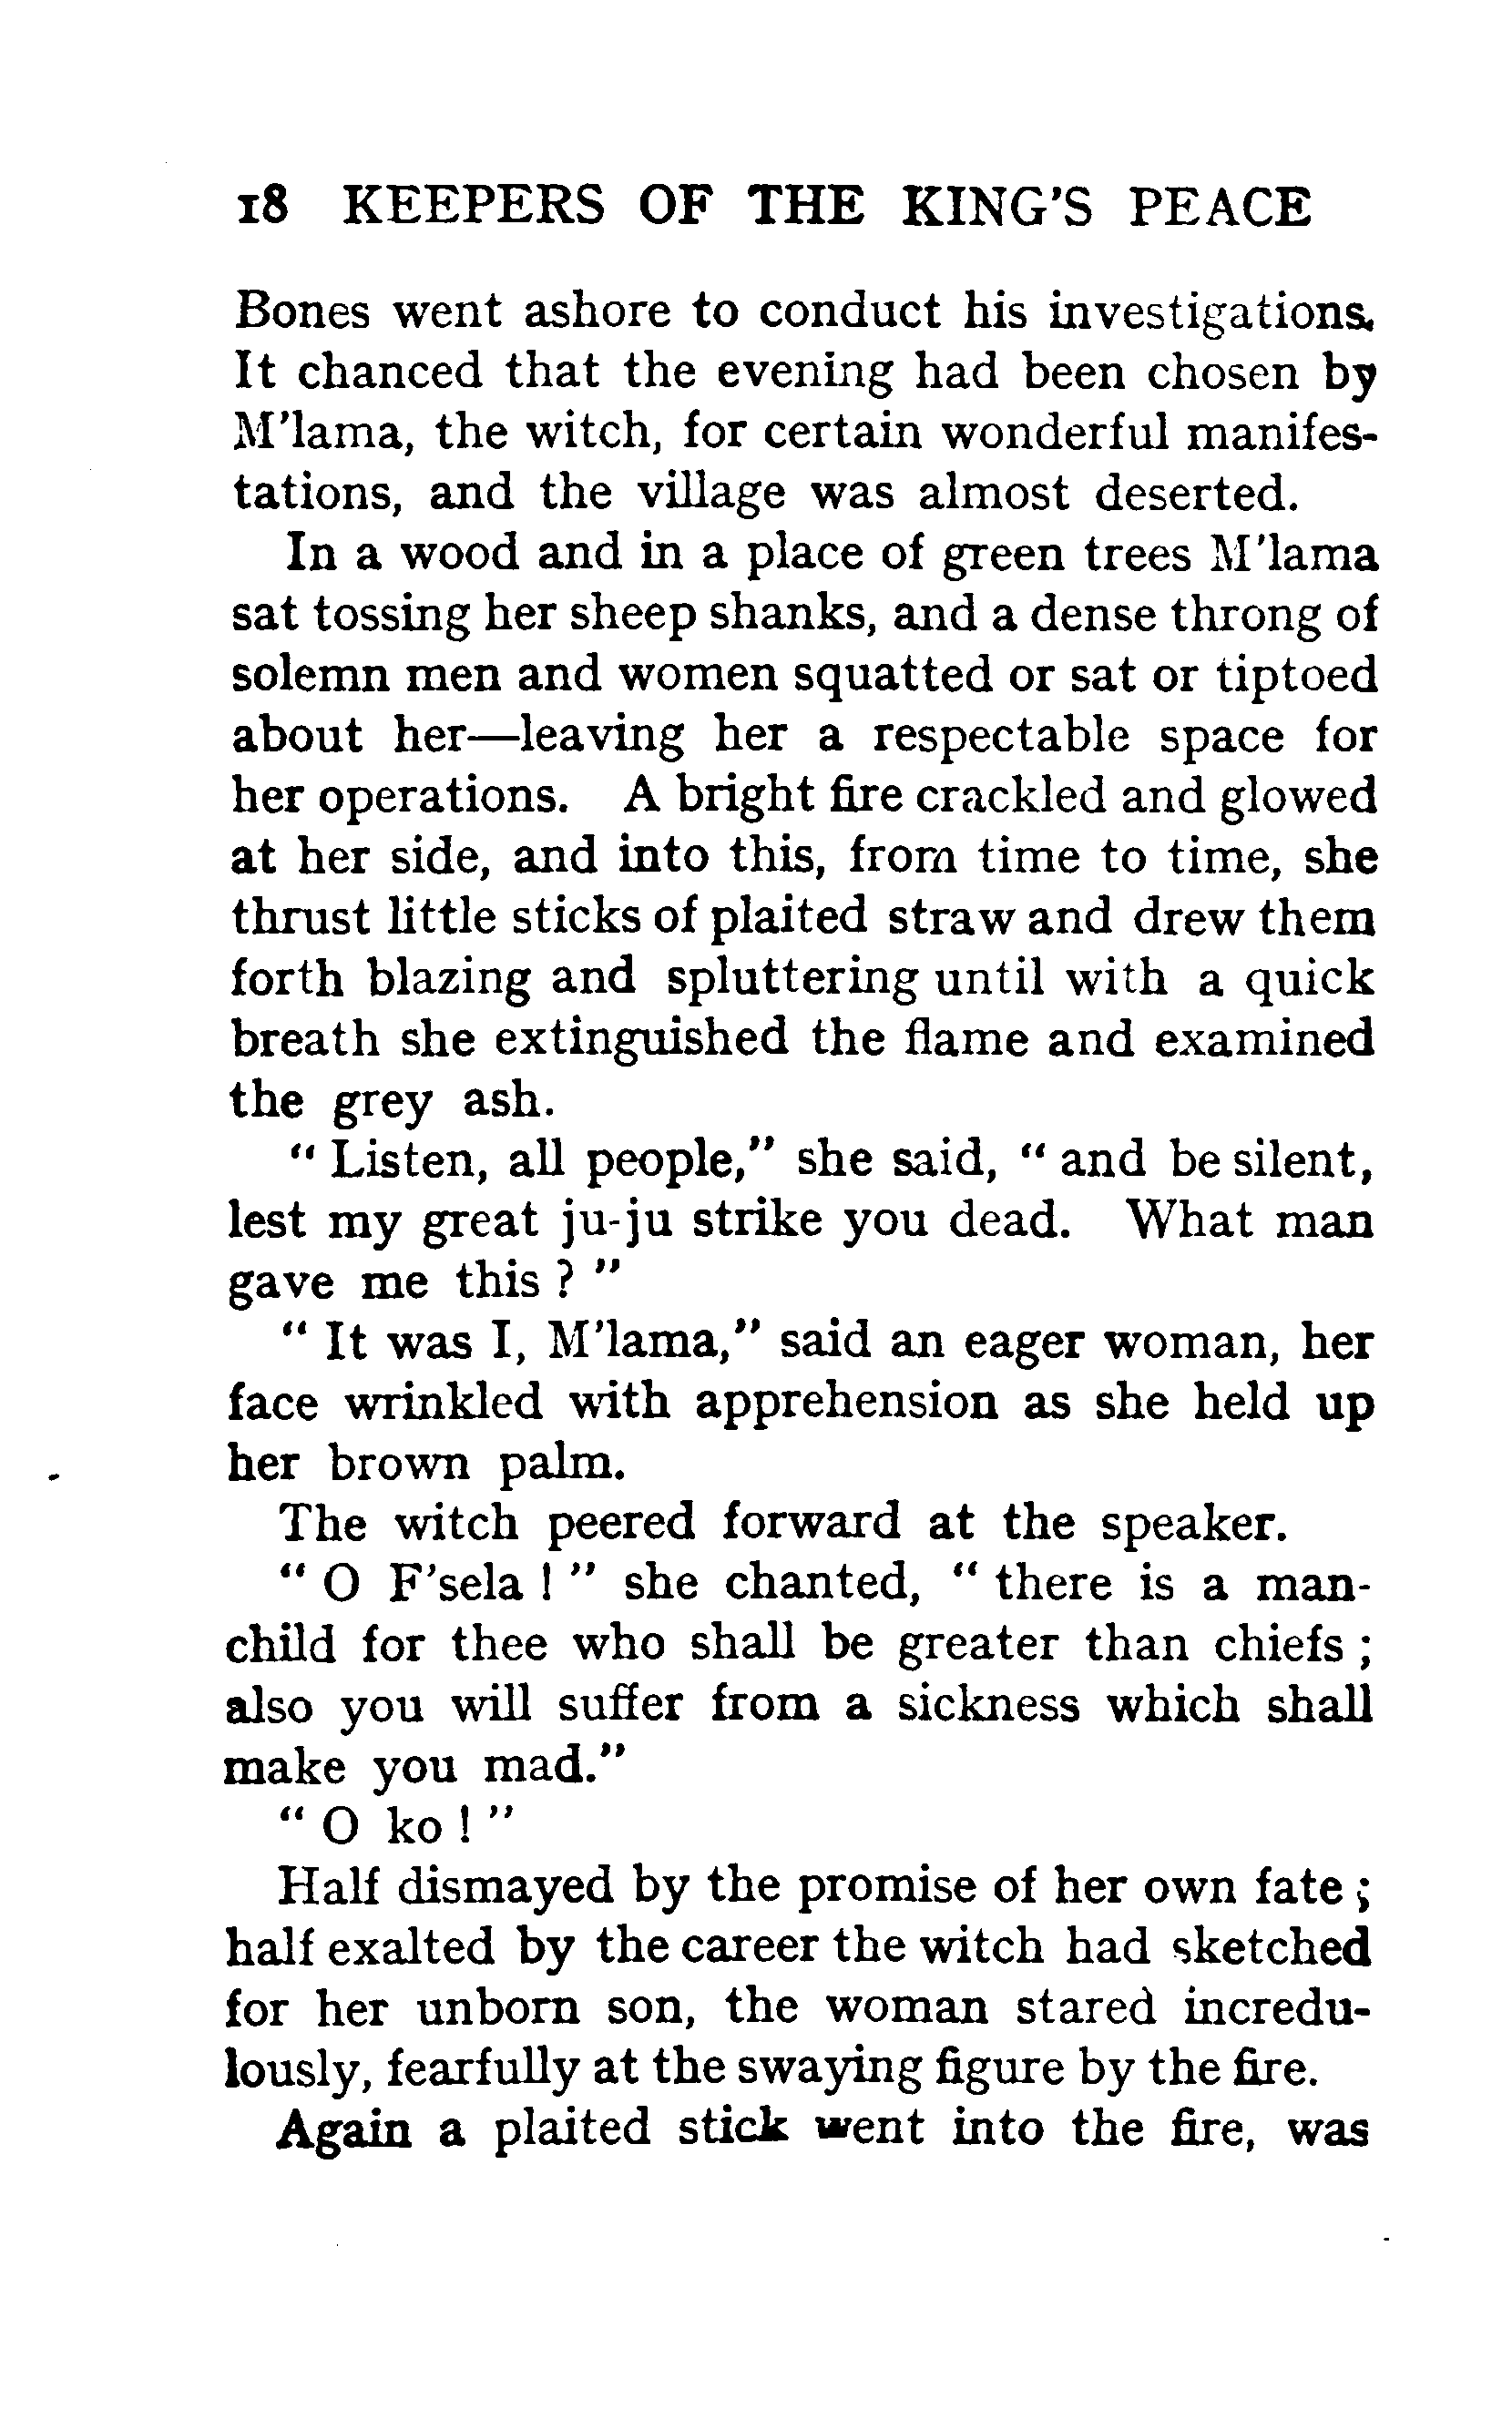 18 KEEPERS OF THE KING'S PEACE
Bones went ashore to conduct his investigations.
It chanced that the evening had been chosen by
M'lama, the witch, for certain wonderful manifes-
tations, and the village was almost deserted.
In a wood and in a place of green trees M'lama
sat tossing her sheep shanks, and a dense throng of
solemn men and women squatted or sat or tiptoed
about her—leaving her a respectable space for
her operations. A bright fire crackled and glowed
at her side, and into this, from time to time, she
thrust little sticks of plaited straw and drew them
forth blazing and spluttering until with a quick
breath she extinguished the flame and examined
the grey ash.
" Listen, all people," she said, " and be silent,
lest my great ju-ju strike you dead. What man
gave me this ? "
" It was I, M'lama," said an eager woman, her
face wrinkled with apprehension as she held up
her brown palm.
The witch peered forward at the speaker.
" O F'sela ! " she chanted, " there is a man-
child for thee who shall be greater than chiefs ;
also you will suffer from a sickness which shall
make you mad."
" O ko ! "
Half dismayed by the promise of her own fate ;
half exalted by the career the witch had sketched
for her unborn son, the woman stared incredu-
lously, fearfully at the swaying figure by the fire.
Again a plaited stick went into the fire, was